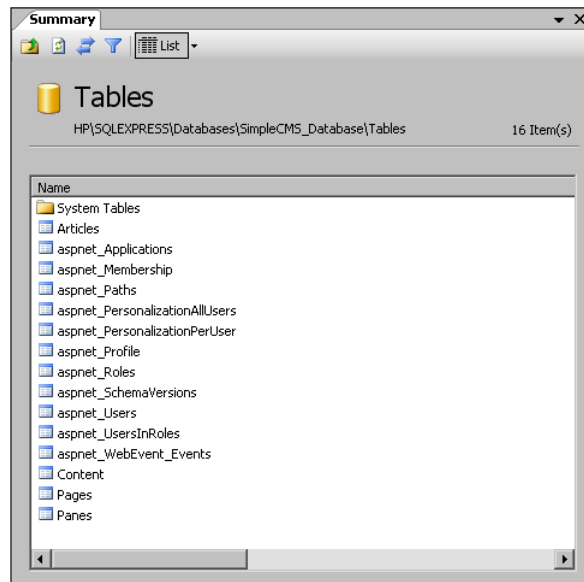 Summary
List
Tables
HP\SQLEXPRESS\Databases\SimpleCMS_Database\Tables 16 Item(s)
Name
System Tables
Articles
aspnet_Applications
aspnet_Membership
aspnet_Paths
aspnet_PersonalizationAllUsers
aspnet_PersonalizationPerUser
aspnet_Profile
aspnet_Roles
aspnet_SchemaVersions
aspnet_Users
aspnet_UsersInRoles
aspnet_WebEvent_Events
Content
Pages
Panes